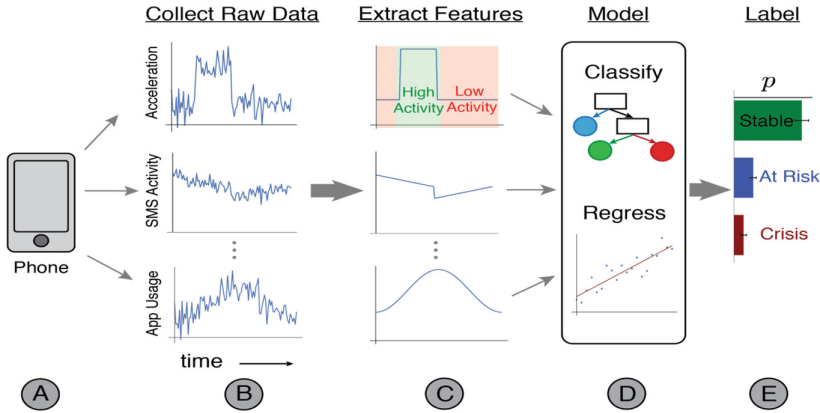 Collect Raw Data
Extract Features
Model
Label
Phone
Acceleration
SMS Activity
App Usage
time
High
Activity
Low
Activity
Classify
Regress
p
Stable
At Risk
Crisis
A
B
C
D
E